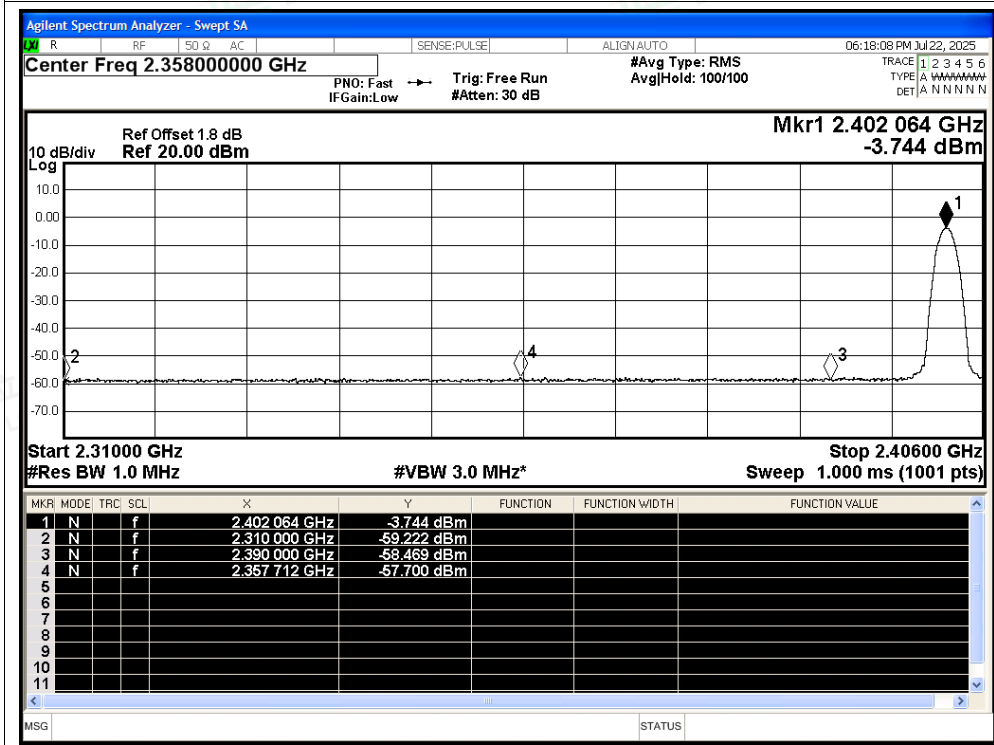 Agilent Spectrum Analyzer - Swept SA
LXI R RF 50 Ω AC SENSE:PULSE ALIGN AUTO 06:18:08 PM Jul 22, 2025
Center Freq 2.358000000 GHz
PNO: Fast
IFGain:Low
Trig: Free Run
#Atten: 30 dB
#Avg Type: RMS
Avg|Hold: 100/100
TRACE 1 2 3 4 5 6
TYPE A WWWWW
DET A N N N N N
Ref Offset 1.8 dB
10 dB/div Ref 20.00 dBm
Log
Mkr1 2.402 064 GHz
-3.744 dBm
10.0
0.00
-10.0
-20.0
-30.0
-40.0
-50.0
-60.0
-70.0
1
2
4
3
Start 2.31000 GHz Stop 2.40600 GHz
#Res BW 1.0 MHz #VBW 3.0 MHz* Sweep 1.000 ms (1001 pts)
MKR MODE TRC SCL X Y FUNCTION FUNCTION WIDTH FUNCTION VALUE
1 N f 2.402 064 GHz -3.744 dBm
2 N f 2.310 000 GHz -59.222 dBm
3 N f 2.390 000 GHz -58.469 dBm
4 N f 2.357 712 GHz -57.700 dBm
5
6
7
8
9
10
11
MSG STATUS